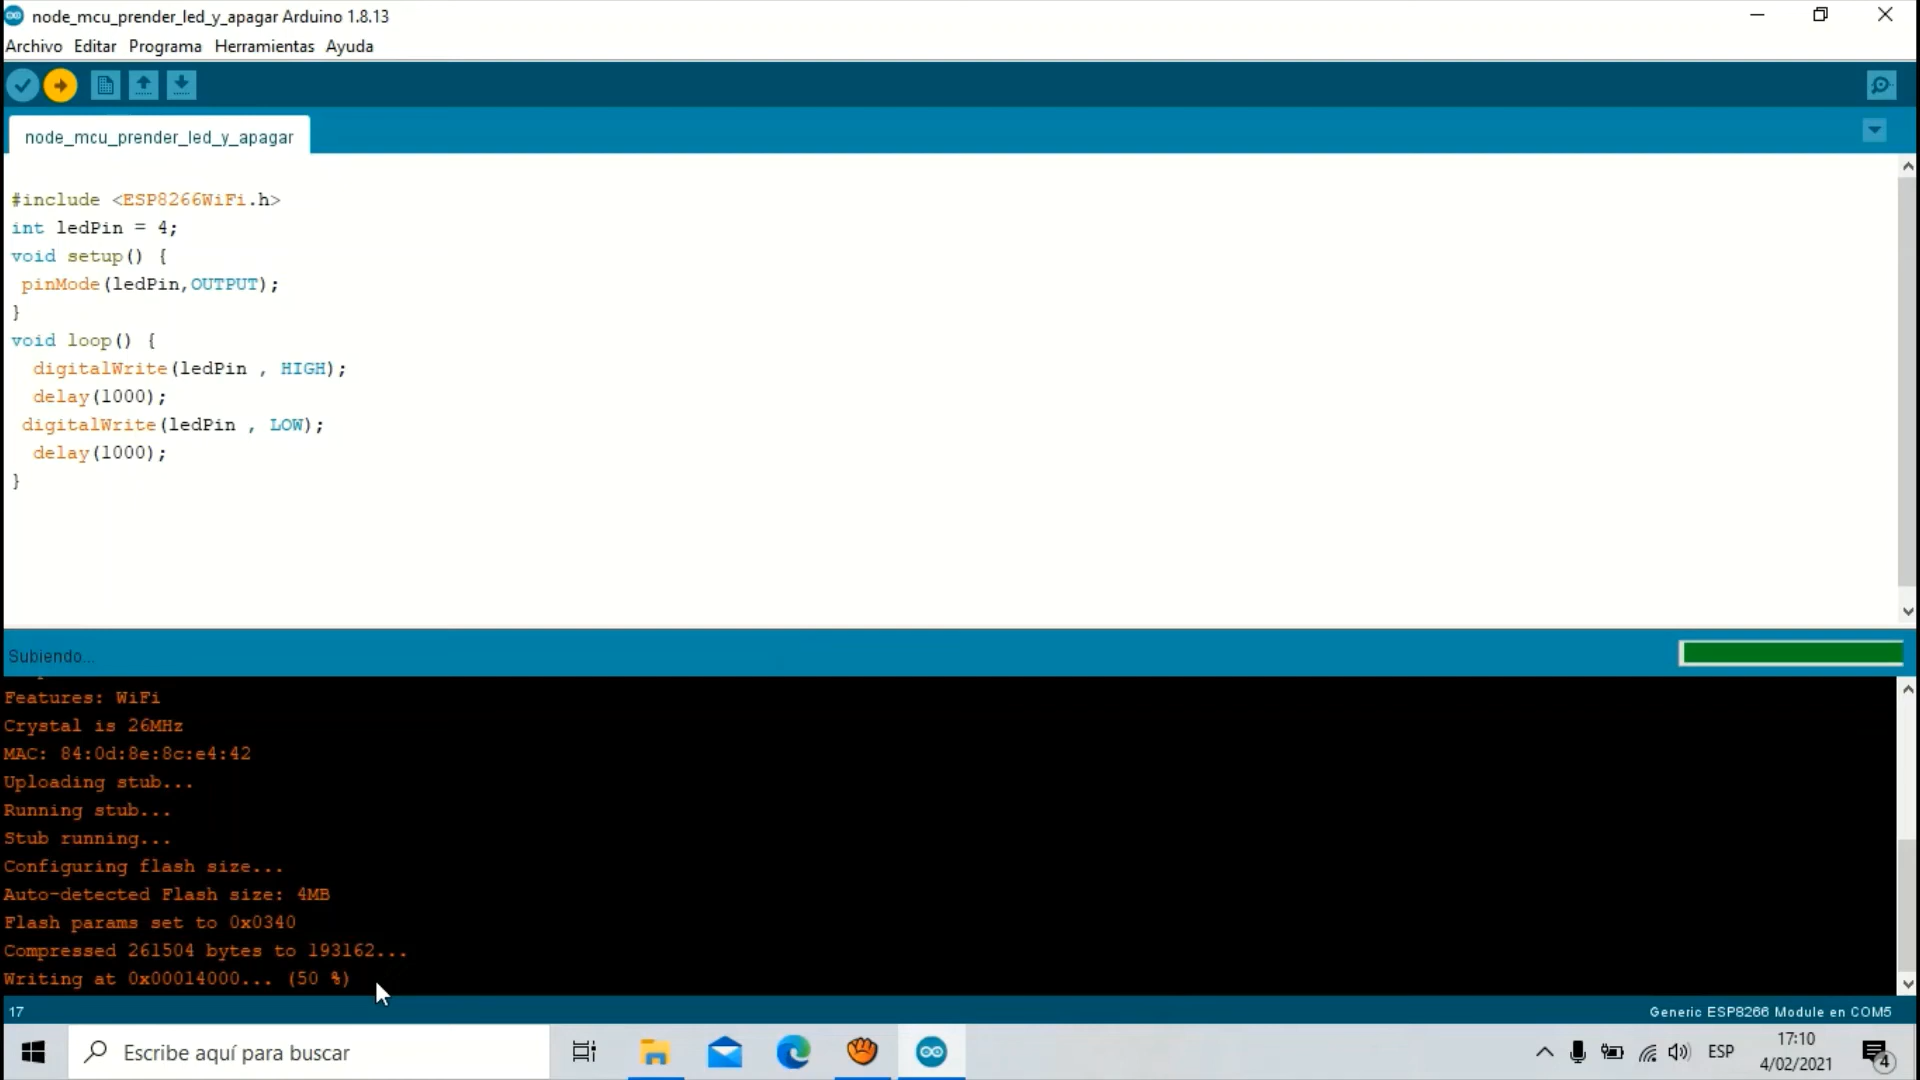 node_mcu_prender_led_y_apagar Arduino 1.8.13
Archivo Editar Programa Herramientas Ayuda
node_mcu_prender_led_y_apagar
#include <ESP8266WiFi.h>
int ledPin = 4;
void setup() {
 pinMode(ledPin,OUTPUT);
}
void loop() {
  digitalWrite(ledPin , HIGH);
  delay(1000);
 digitalWrite(ledPin , LOW);
  delay(1000);
}
Subiendo...
Features: WiFi
Crystal is 26MHz
MAC: 84:0d:8e:8c:e4:42
Uploading stub...
Running stub...
Stub running...
Configuring flash size...
Auto-detected Flash size: 4MB
Flash params set to 0x0340
Compressed 261504 bytes to 193162...
Writing at 0x00014000... (50 %)
17 Generic ESP8266 Module en COM5
Escribe aquí para buscar
ESP
17:10
4/02/2021
4